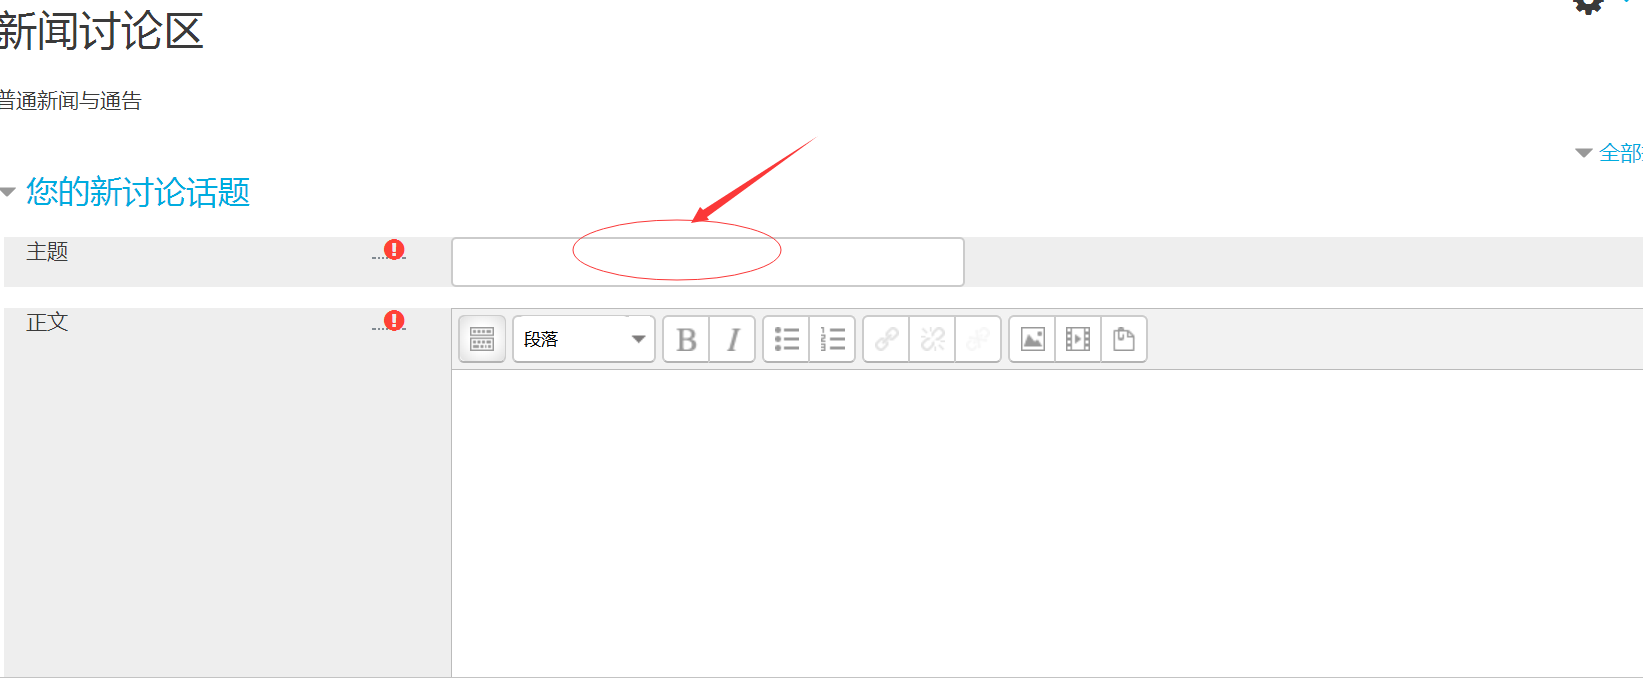 新闻讨论区
普通新闻与通告
全部
您的新讨论话题
主题
正文
段落 B I